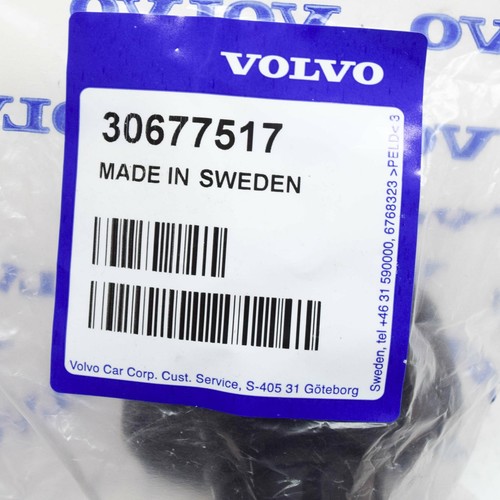 VOLVO
VOLVO
30677517
MADE IN SWEDEN
Volvo Car Corp. Cust. Service, S-405 31 Göteborg
Sweden, tel +46 31 590000, 6768323 >PELD< 3